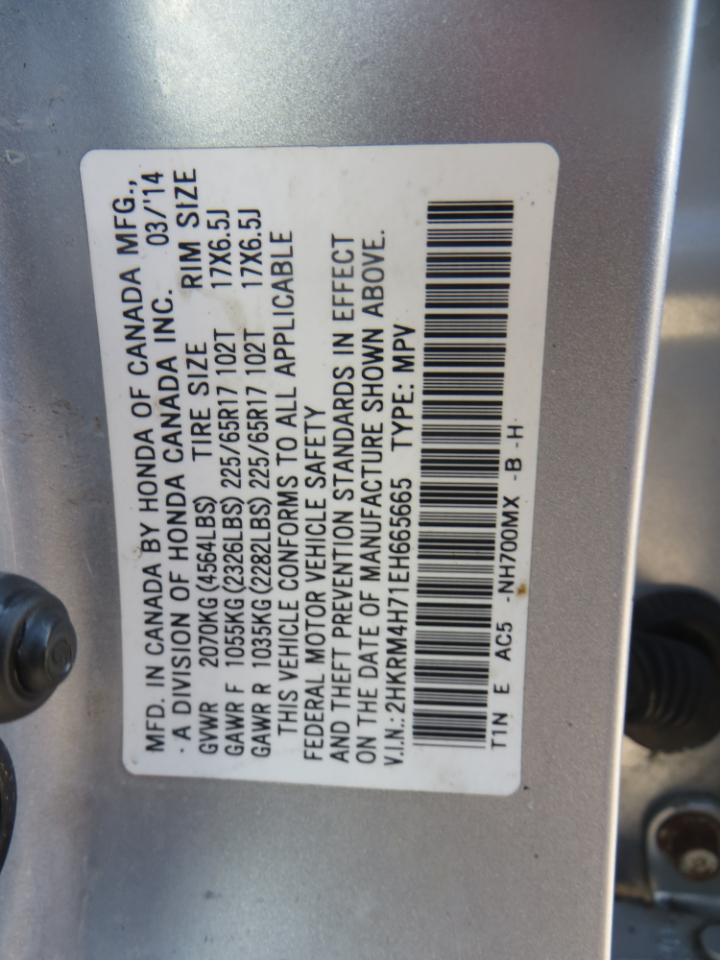 MFD. IN CANADA BY HONDA OF CANADA MFG.,
· A DIVISION OF HONDA CANADA INC. 03/'14
GVWR 2070KG (4564LBS) TIRE SIZE RIM SIZE
GAWR F 1055KG (2326LBS) 225/65R17 102T 17X6.5J
GAWR R 1035KG (2282LBS) 225/65R17 102T 17X6.5J
THIS VEHICLE CONFORMS TO ALL APPLICABLE
FEDERAL MOTOR VEHICLE SAFETY
AND THEFT PREVENTION STANDARDS IN EFFECT
ON THE DATE OF MANUFACTURE SHOWN ABOVE.
V.I.N.: 2HKRM4H71EH665665 TYPE: MPV
T1N E AC5 -NH700MX -B -H